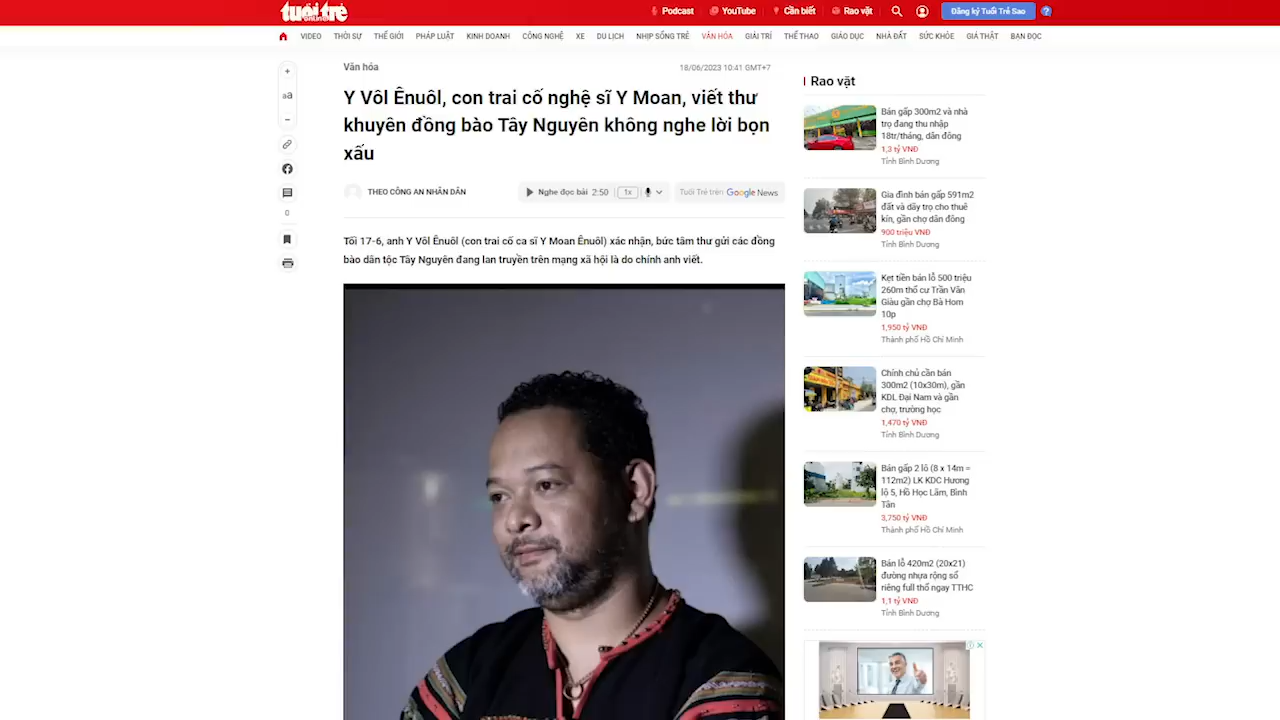 tuổi trẻ
online
Podcast
YouTube
Cần biết
Rao vặt
Đăng ký Tuổi Trẻ Sao
?
VIDEO
THỜI SỰ
THẾ GIỚI
PHÁP LUẬT
KINH DOANH
CÔNG NGHỆ
XE
DU LỊCH
NHỊP SỐNG TRẺ
VĂN HÓA
GIẢI TRÍ
THỂ THAO
GIÁO DỤC
NHÀ ĐẤT
SỨC KHỎE
GIẢ THẬT
BẠN ĐỌC
+
aa
−
0
Văn hóa
18/06/2023 10:41 GMT+7
Y Vôl Ênuôl, con trai cố nghệ sĩ Y Moan, viết thư
khuyên đồng bào Tây Nguyên không nghe lời bọn
xấu
THEO CÔNG AN NHÂN DÂN
Nghe đọc bài 2:50
1x
Tuổi Trẻ trên Google News
Tối 17-6, anh Y Vôl Ênuôl (con trai cố ca sĩ Y Moan Ênuôl) xác nhận, bức tâm thư gửi các đồng
bào dân tộc Tây Nguyên đang lan truyền trên mạng xã hội là do chính anh viết.
Rao vặt
Bán gấp 300m2 và nhà
trọ đang thu nhập
18tr/tháng, dân đông
1,3 tỷ VNĐ
Tỉnh Bình Dương
Gia đình bán gấp 591m2
đất và dãy trọ cho thuê
kín, gần chợ dân đông
900 triệu VNĐ
Tỉnh Bình Dương
Kẹt tiền bán lỗ 500 triệu
260m thổ cư Trần Văn
Giàu gần chợ Bà Hom
10p
1,950 tỷ VNĐ
Thành phố Hồ Chí Minh
Chính chủ cần bán
300m2 (10x30m), gần
KDL Đại Nam và gần
chợ, trường học
1,470 tỷ VNĐ
Tỉnh Bình Dương
Bán gấp 2 lô (8 x 14m =
112m2) LK KDC Hương
lộ 5, Hồ Học Lãm, Bình
Tân
3,750 tỷ VNĐ
Thành phố Hồ Chí Minh
Bán lỗ 420m2 (20x21)
đường nhựa rộng sổ
riêng full thổ ngay TTHC
1,1 tỷ VNĐ
Tỉnh Bình Dương